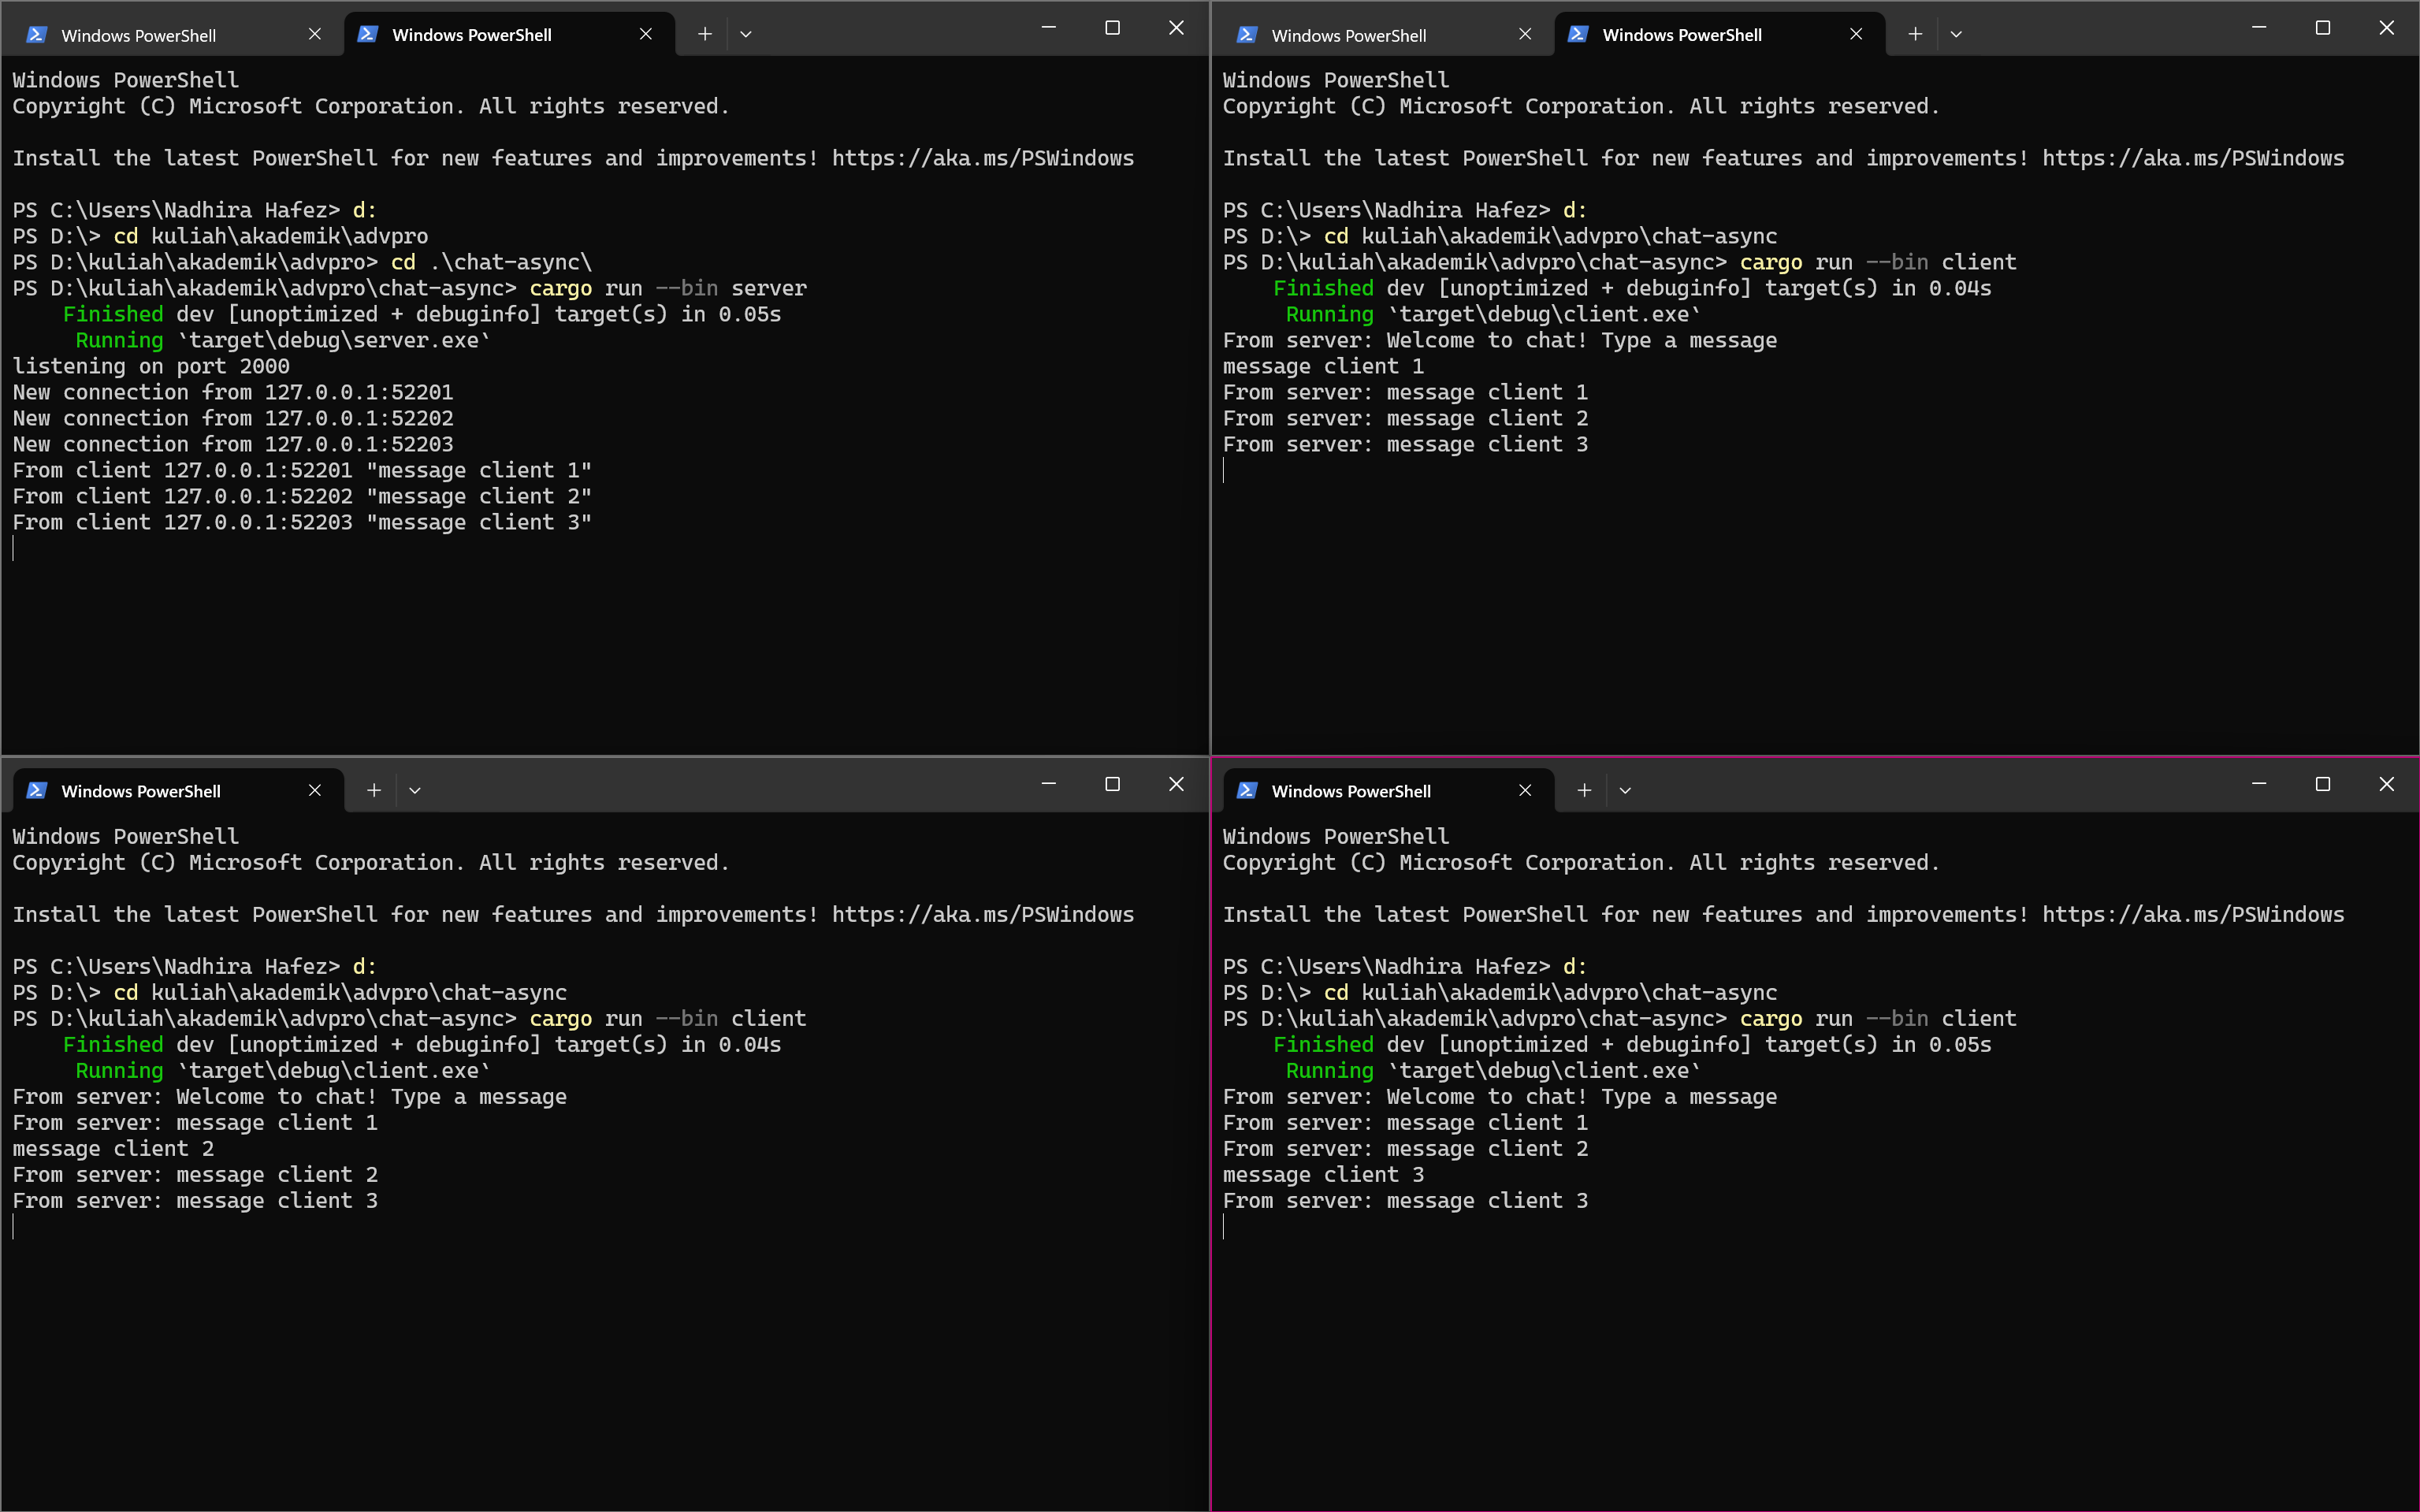 Windows PowerShell
Windows PowerShell
Windows PowerShell
Copyright (C) Microsoft Corporation. All rights reserved.
Install the latest PowerShell for new features and improvements! https://aka.ms/PSWindows
PS C:\Users\Nadhira Hafez> d:
PS D:\> cd kuliah\akademik\advpro
PS D:\kuliah\akademik\advpro> cd .\chat-async\
PS D:\kuliah\akademik\advpro\chat-async> cargo run --bin server
    Finished dev [unoptimized + debuginfo] target(s) in 0.05s
     Running `target\debug\server.exe`
listening on port 2000
New connection from 127.0.0.1:52201
New connection from 127.0.0.1:52202
New connection from 127.0.0.1:52203
From client 127.0.0.1:52201 "message client 1"
From client 127.0.0.1:52202 "message client 2"
From client 127.0.0.1:52203 "message client 3"
Windows PowerShell
Windows PowerShell
Windows PowerShell
Copyright (C) Microsoft Corporation. All rights reserved.
Install the latest PowerShell for new features and improvements! https://aka.ms/PSWindows
PS C:\Users\Nadhira Hafez> d:
PS D:\> cd kuliah\akademik\advpro\chat-async
PS D:\kuliah\akademik\advpro\chat-async> cargo run --bin client
    Finished dev [unoptimized + debuginfo] target(s) in 0.04s
     Running `target\debug\client.exe`
From server: Welcome to chat! Type a message
message client 1
From server: message client 1
From server: message client 2
From server: message client 3
Windows PowerShell
Windows PowerShell
Copyright (C) Microsoft Corporation. All rights reserved.
Install the latest PowerShell for new features and improvements! https://aka.ms/PSWindows
PS C:\Users\Nadhira Hafez> d:
PS D:\> cd kuliah\akademik\advpro\chat-async
PS D:\kuliah\akademik\advpro\chat-async> cargo run --bin client
    Finished dev [unoptimized + debuginfo] target(s) in 0.04s
     Running `target\debug\client.exe`
From server: Welcome to chat! Type a message
From server: message client 1
message client 2
From server: message client 2
From server: message client 3
Windows PowerShell
Windows PowerShell
Copyright (C) Microsoft Corporation. All rights reserved.
Install the latest PowerShell for new features and improvements! https://aka.ms/PSWindows
PS C:\Users\Nadhira Hafez> d:
PS D:\> cd kuliah\akademik\advpro\chat-async
PS D:\kuliah\akademik\advpro\chat-async> cargo run --bin client
    Finished dev [unoptimized + debuginfo] target(s) in 0.05s
     Running `target\debug\client.exe`
From server: Welcome to chat! Type a message
From server: message client 1
From server: message client 2
message client 3
From server: message client 3